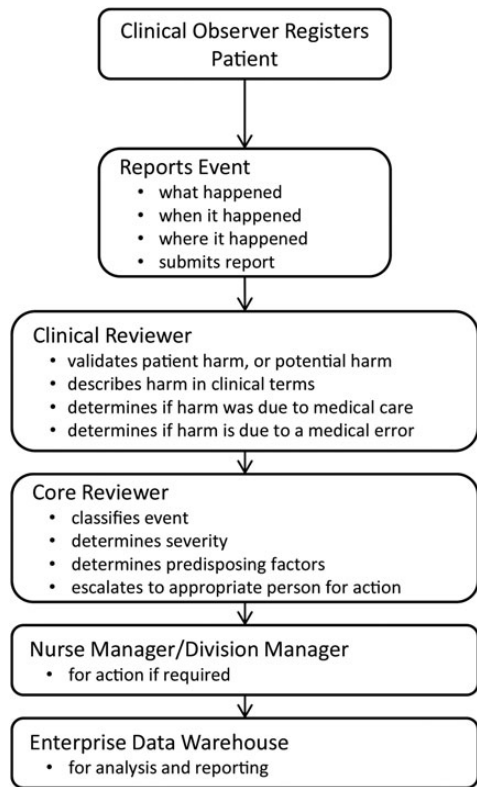 Clinical Observer Registers
Patient
Reports Event
• what happened
• when it happened
• where it happened
• submits report
Clinical Reviewer
• validates patient harm, or potential harm
• describes harm in clinical terms
• determines if harm was due to medical care
• determines if harm is due to a medical error
Core Reviewer
• classifies event
• determines severity
• determines predisposing factors
• escalates to appropriate person for action
Nurse Manager/Division Manager
• for action if required
Enterprise Data Warehouse
• for analysis and reporting